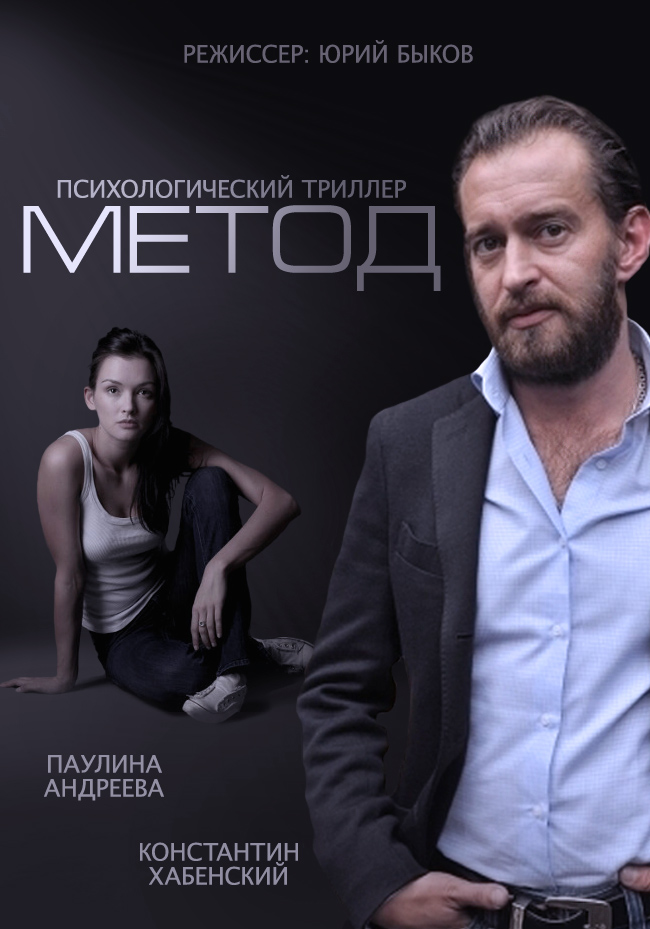 РЕЖИССЕР: ЮРИЙ БЫКОВ
ПСИХОЛОГИЧЕСКИЙ ТРИЛЛЕР
МЕТОД
ПАУЛИНА
АНДРЕЕВА
КОНСТАНТИН
ХАБЕНСКИЙ